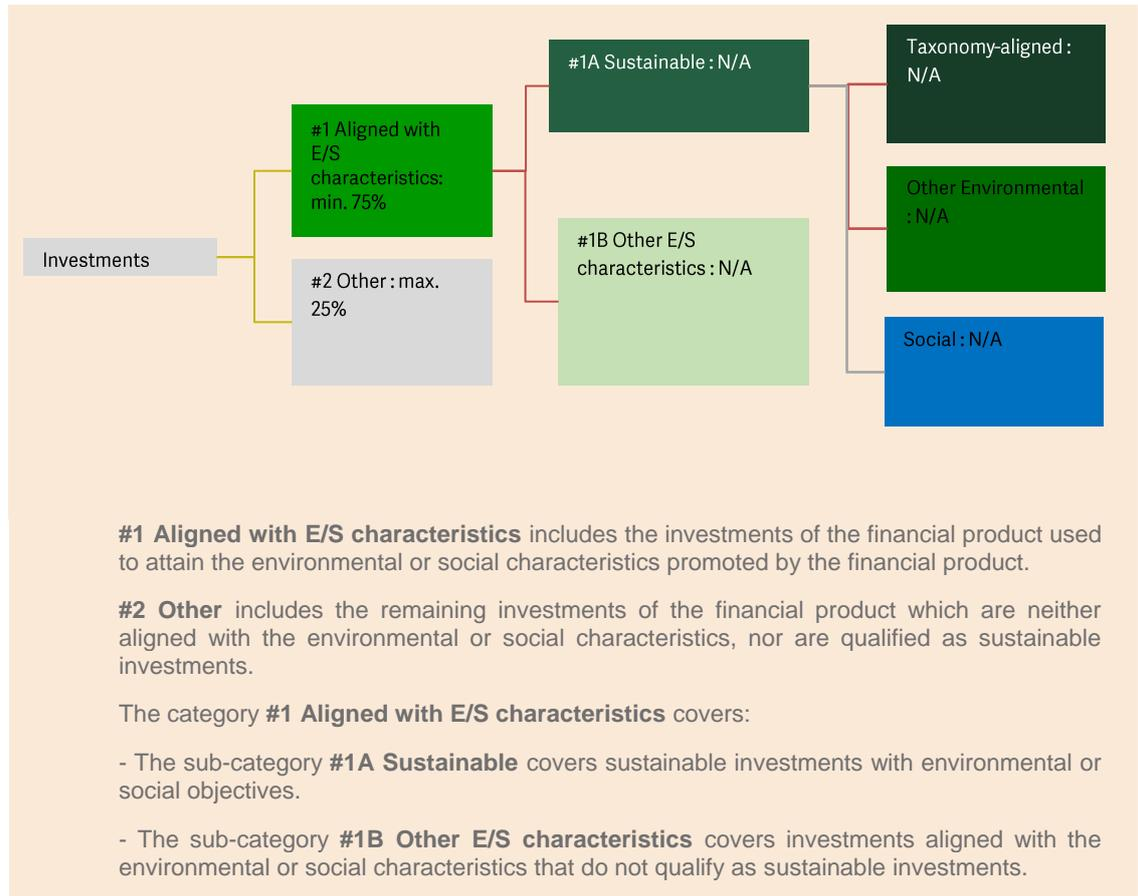 Investments
#1 Aligned with
E/S
characteristics:
min. 75%
#2 Other : max.
25%
#1A Sustainable : N/A
#1B Other E/S
characteristics : N/A
Taxonomy-aligned :
N/A
Other Environmental
: N/A
Social : N/A
#1 Aligned with E/S characteristics includes the investments of the financial product used
to attain the environmental or social characteristics promoted by the financial product.
#2 Other includes the remaining investments of the financial product which are neither
aligned with the environmental or social characteristics, nor are qualified as sustainable
investments.
The category #1 Aligned with E/S characteristics covers:
- The sub-category #1A Sustainable covers sustainable investments with environmental or
social objectives.
- The sub-category #1B Other E/S characteristics covers investments aligned with the
environmental or social characteristics that do not qualify as sustainable investments.